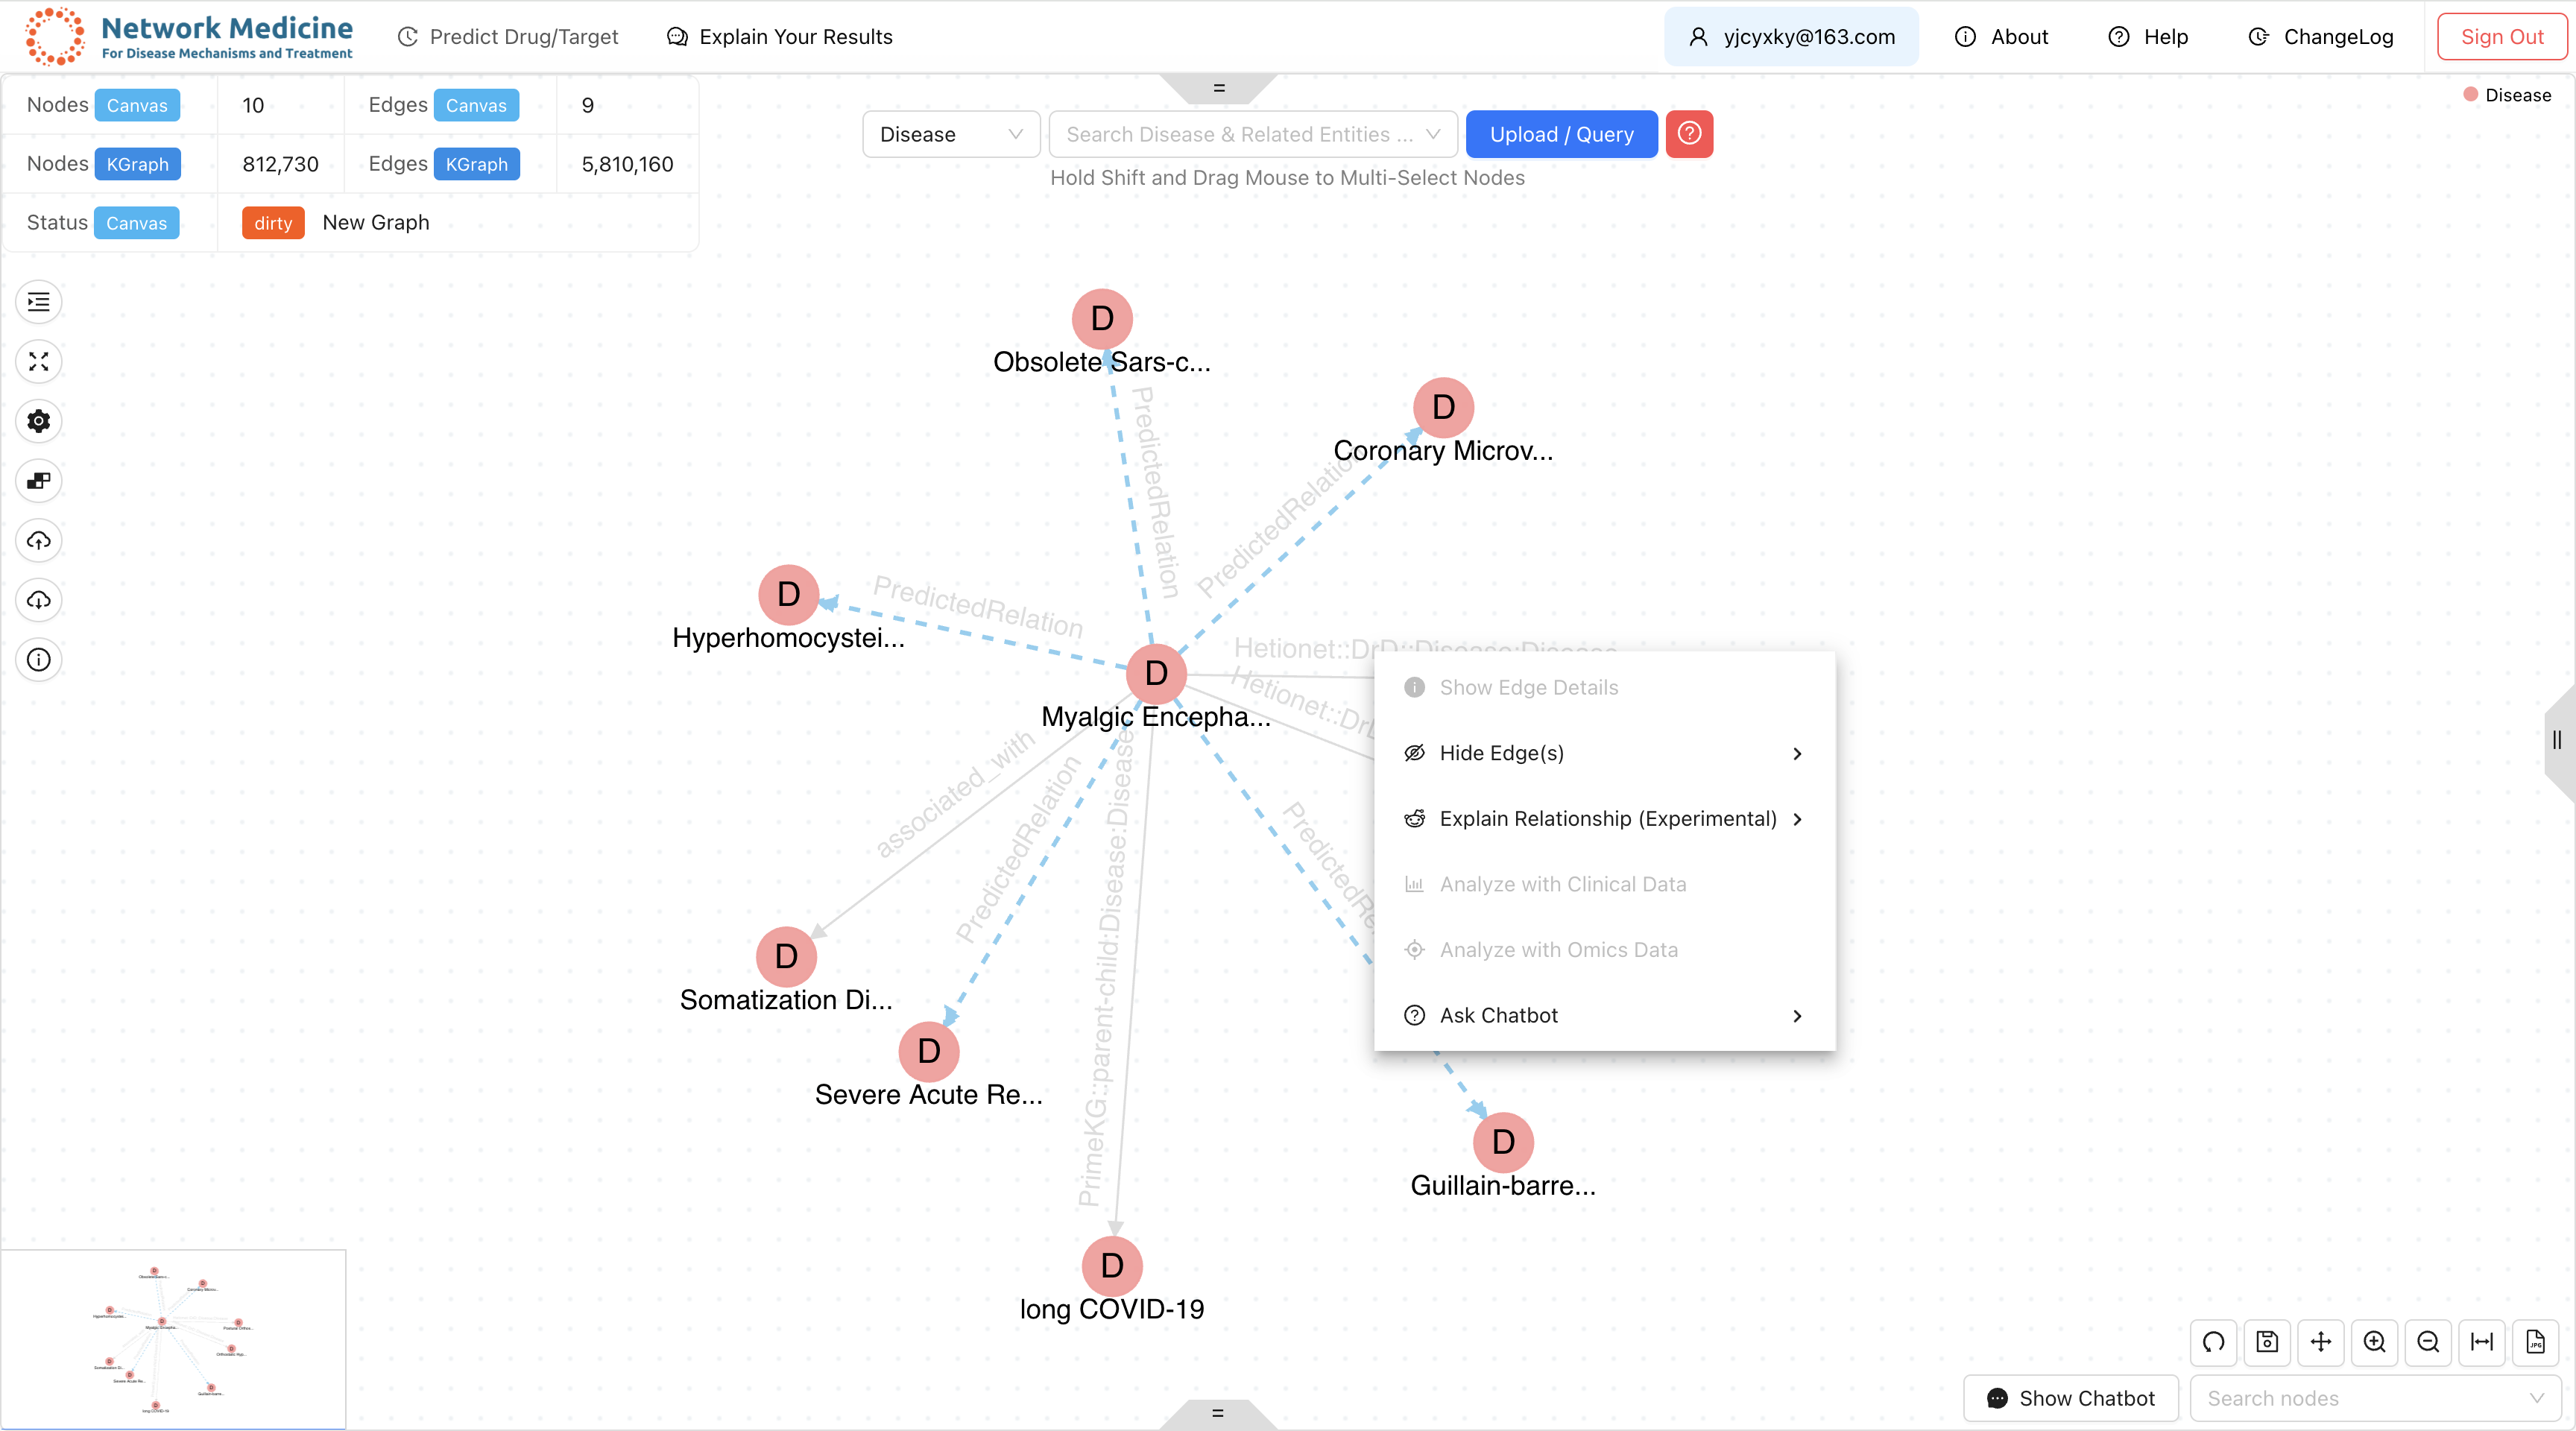 Network Medicine
For Disease Mechanisms and Treatment
Predict Drug/Target
Explain Your Results
yjcyxky@163.com
About
Help
ChangeLog
Sign Out
Nodes Canvas 10 Edges Canvas 9
Nodes KGraph 812,730 Edges KGraph 5,810,160
Status Canvas dirty New Graph
=
Disease
Search Disease & Related Entities ...
Upload / Query
Hold Shift and Drag Mouse to Multi-Select Nodes
Disease
D
Obsolete Sars-c...
D
Coronary Microv...
PredictedRelation
PredictedRelation
D
Hyperhomocystei...
PredictedRelation
D
Myalgic Encepha...
Hetionet::DrD::Disease:Disease
Hetionet::DrD
Show Edge Details
Hide Edge(s)
Explain Relationship (Experimental)
Analyze with Clinical Data
Analyze with Omics Data
Ask Chatbot
associated_with
PredictedRelation
PrimeKG::parent-child:Disease:Disease
PredictedRe
D
Somatization Di...
D
Severe Acute Re...
D
Guillain-barre...
D
long COVID-19
JPG
Show Chatbot
Search nodes
=